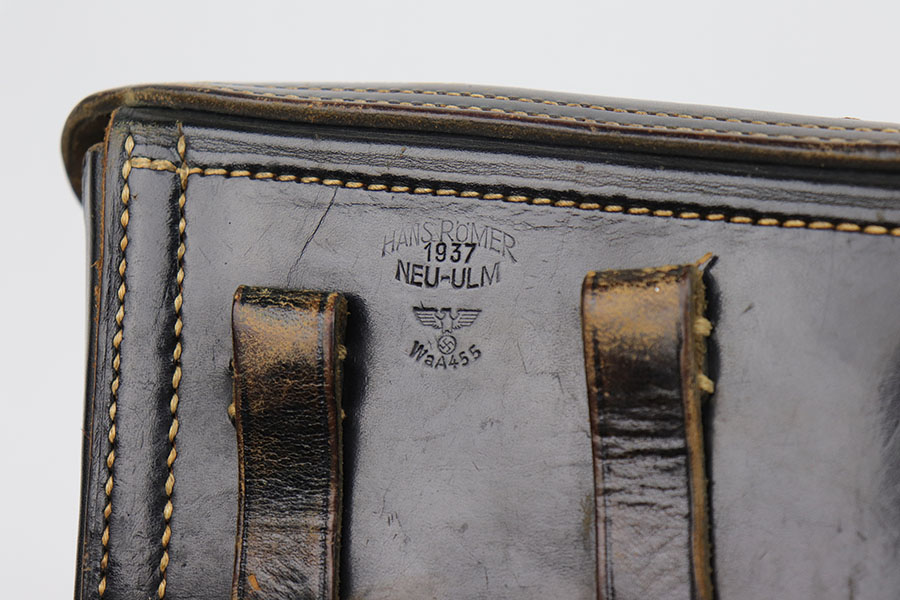 HANS RÖMER
1937
NEU-ULM
WaA455